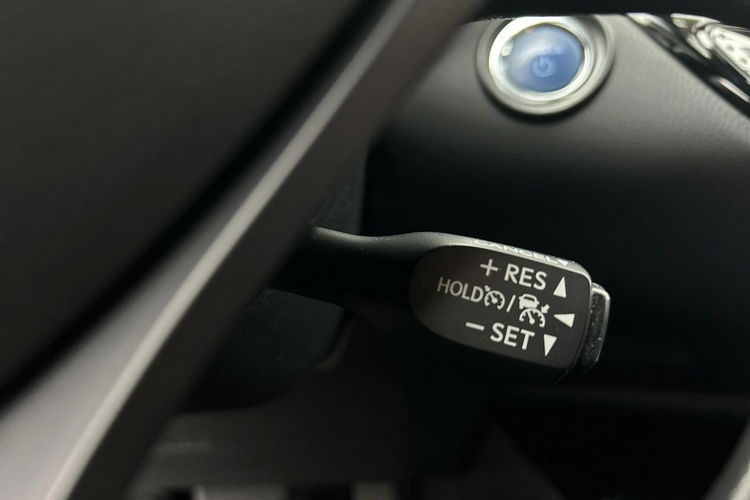 CANCEL
+ RES
HOLD /
− SET